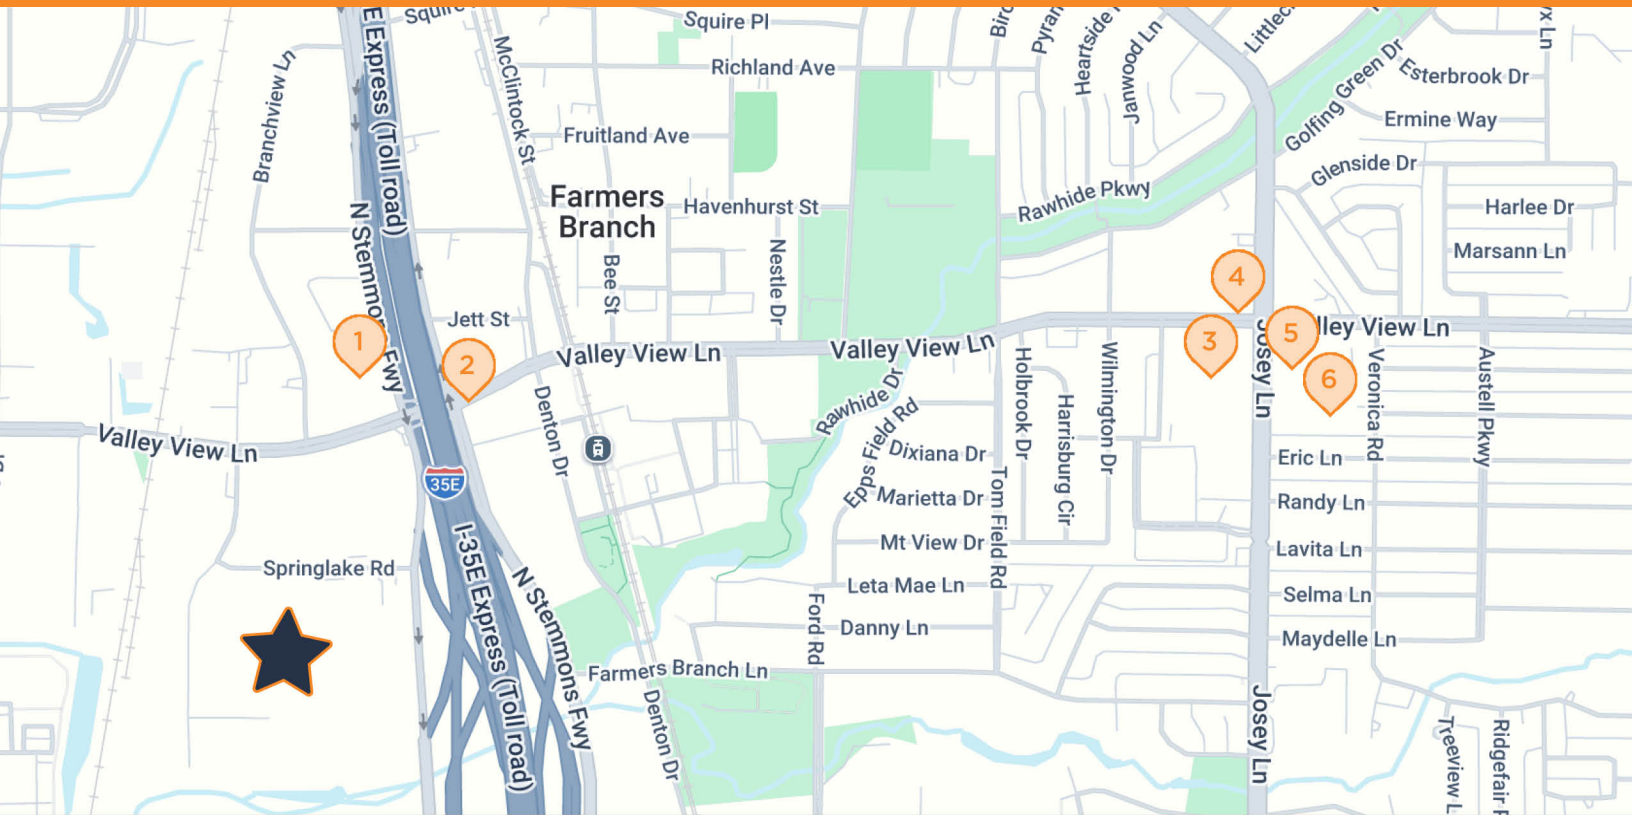 Squire Pl
Richland Ave
McClintock St
Branchview Ln
E Express (Toll road)
Fruitland Ave
Farmers
Branch
Havenhurst St
Nestle Dr
Bee St
N Stemmons Fwy
Jett St
Janwood Ln
Rawhide Pkwy
Golfing Green Dr
Esterbrook Dr
Ermine Way
Glenside Dr
Harlee Dr
Marsann Ln
1
2
3
4
5
6
Valley View Ln
Valley View Ln
Valley View Ln
lley View Ln
Denton Dr
Rawhide Dr
Epps Field Rd
Holbrook Dr
Harrisburg Cir
Wilmington Dr
Josey Ln
Veronica Rd
Austell Pkwy
Dixiana Dr
Marietta Dr
Mt View Dr
Tom Field Rd
Leta Mae Ln
Danny Ln
Ford Rd
Eric Ln
Randy Ln
Lavita Ln
Selma Ln
Maydelle Ln
35E
Springlake Rd
I-35E Express (Toll road)
N Stemmons Fwy
Farmers Branch Ln
Denton Dr
Josey Ln